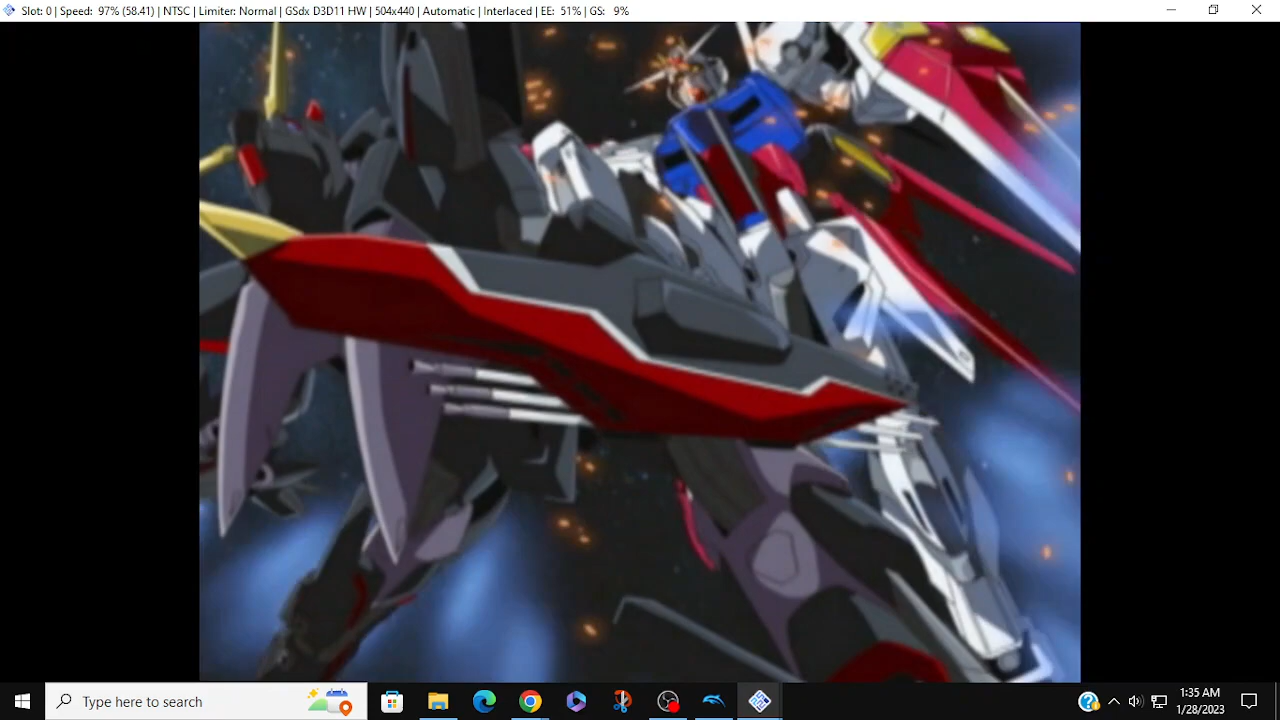 Slot: 0 | Speed: 97% (58.41) | NTSC | Limiter: Normal | GSdx D3D11 HW | 504x440 | Automatic | Interlaced | EE: 51% | GS: 9%
Type here to search
1:35 AM
1/28/2023